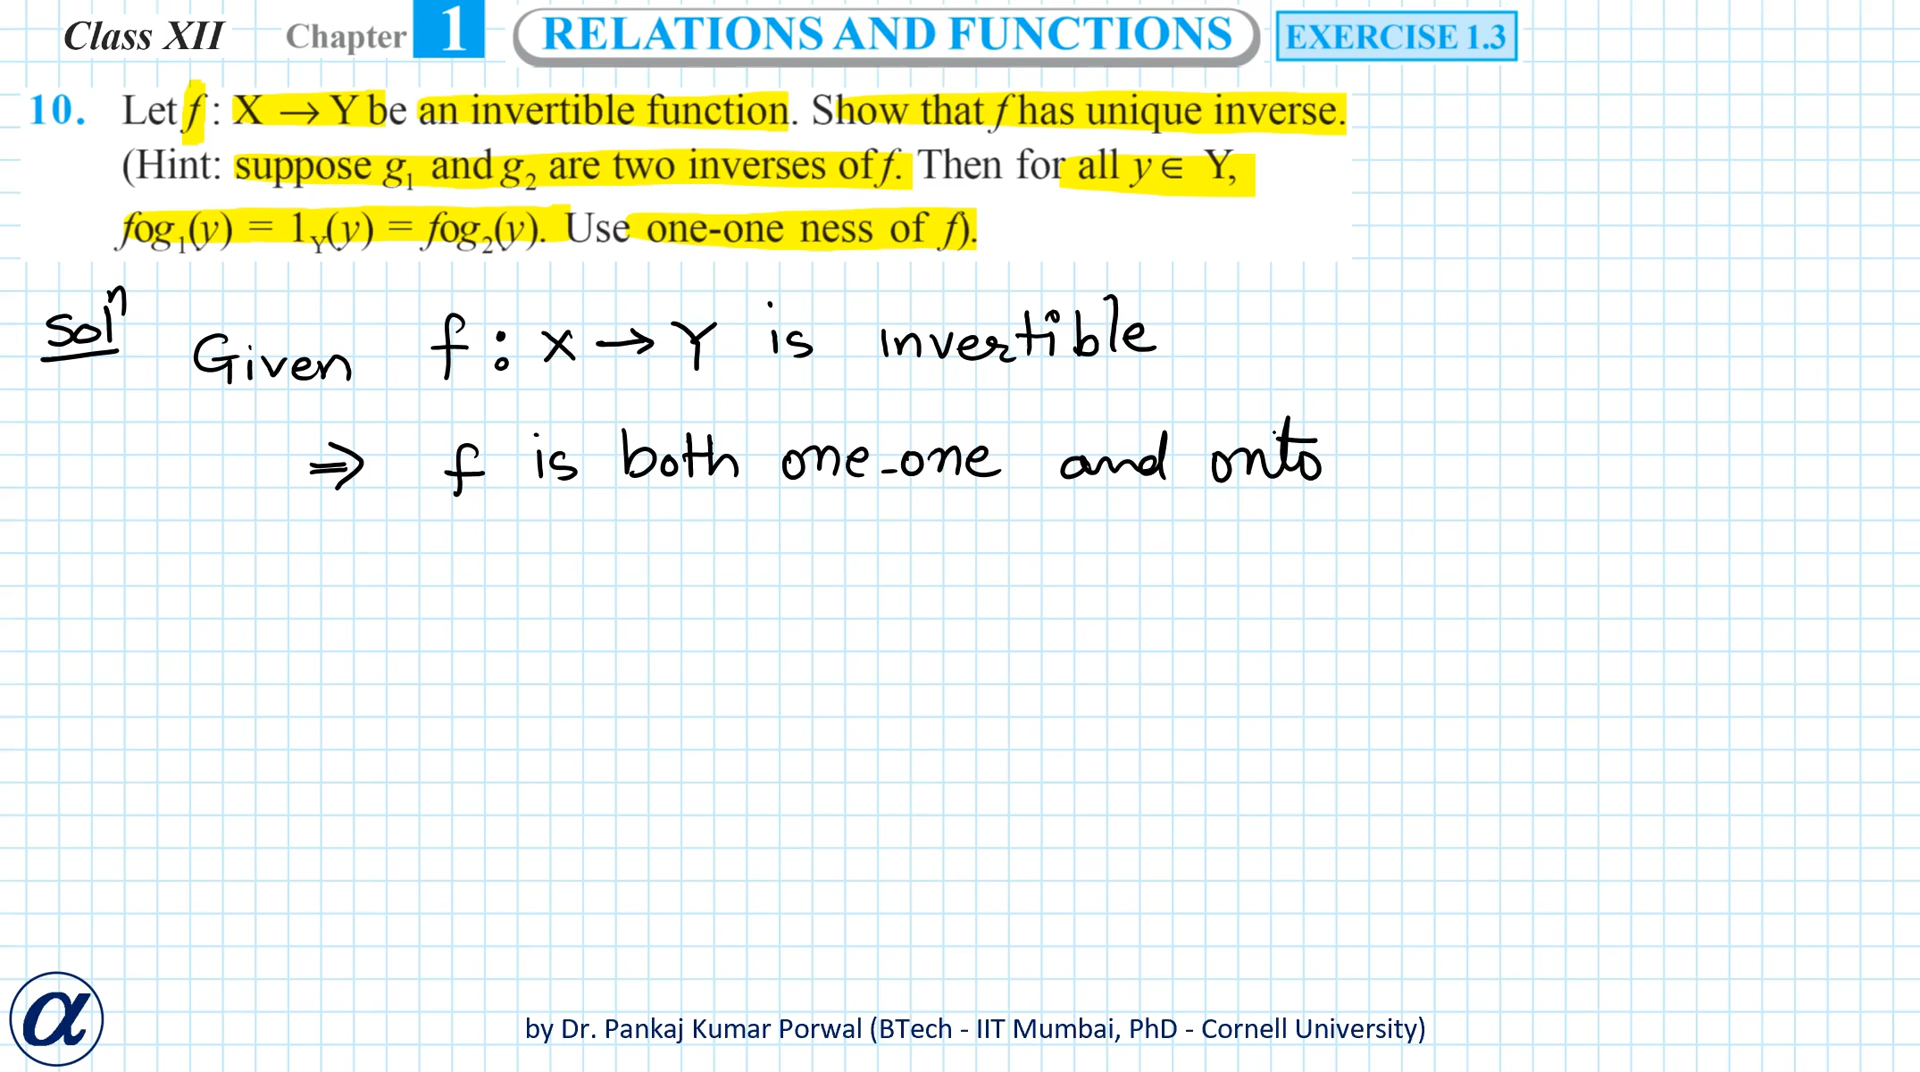 Class XII Chapter 1 RELATIONS AND FUNCTIONS EXERCISE 1.3
10. Let f : X → Y be an invertible function. Show that f has unique inverse.
(Hint: suppose g₁ and g₂ are two inverses of f. Then for all y ∈ Y,
fog₁(y) = 1Y(y) = fog₂(y). Use one-one ness of f).
Solⁿ Given f : X → Y is invertible
⇒ f is both one-one and onto
α
by Dr. Pankaj Kumar Porwal (BTech - IIT Mumbai, PhD - Cornell University)